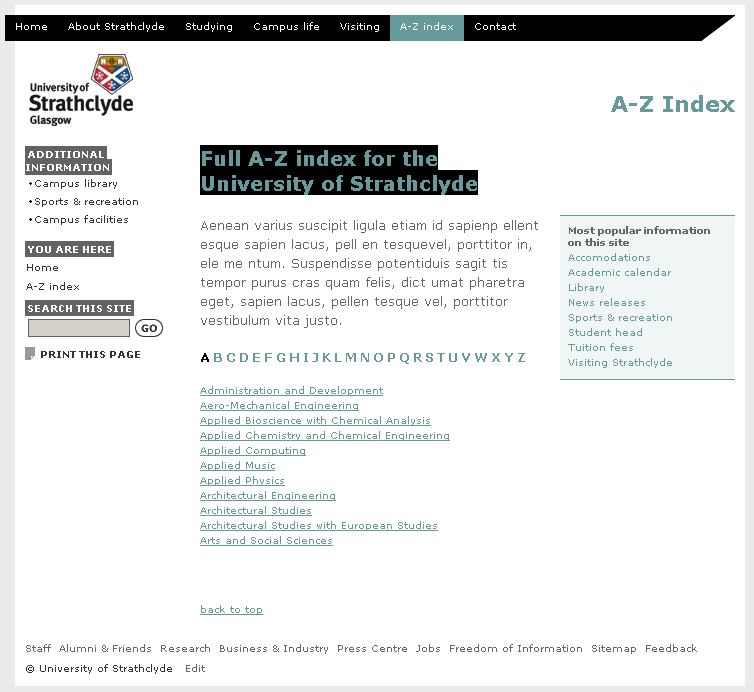 Home About Strathclyde Studying Campus life Visiting A-Z index Contact
University of
Strathclyde
Glasgow
A-Z Index
ADDITIONAL
INFORMATION
•Campus library
•Sports & recreation
•Campus facilities
YOU ARE HERE
Home
A-Z index
SEARCH THIS SITE
GO
PRINT THIS PAGE
Full A-Z index for the
University of Strathclyde
Aenean varius suscipit ligula etiam id sapienp ellent
esque sapien lacus, pell en tesquevel, porttitor in,
ele me ntum. Suspendisse potentiduis sagit tis
tempor purus cras quam felis, dict umat pharetra
eget, sapien lacus, pellen tesque vel, porttitor
vestibulum vita justo.
A B C D E F G H I J K L M N O P Q R S T U V W X Y Z
Administration and Development
Aero-Mechanical Engineering
Applied Bioscience with Chemical Analysis
Applied Chemistry and Chemical Engineering
Applied Computing
Applied Music
Applied Physics
Architectural Engineering
Architectural Studies
Architectural Studies with European Studies
Arts and Social Sciences
back to top
Most popular information
on this site
Accomodations
Academic calendar
Library
News releases
Sports & recreation
Student head
Tuition fees
Visiting Strathclyde
Staff Alumni & Friends Research Business & Industry Press Centre Jobs Freedom of Information Sitemap Feedback
© University of Strathclyde Edit